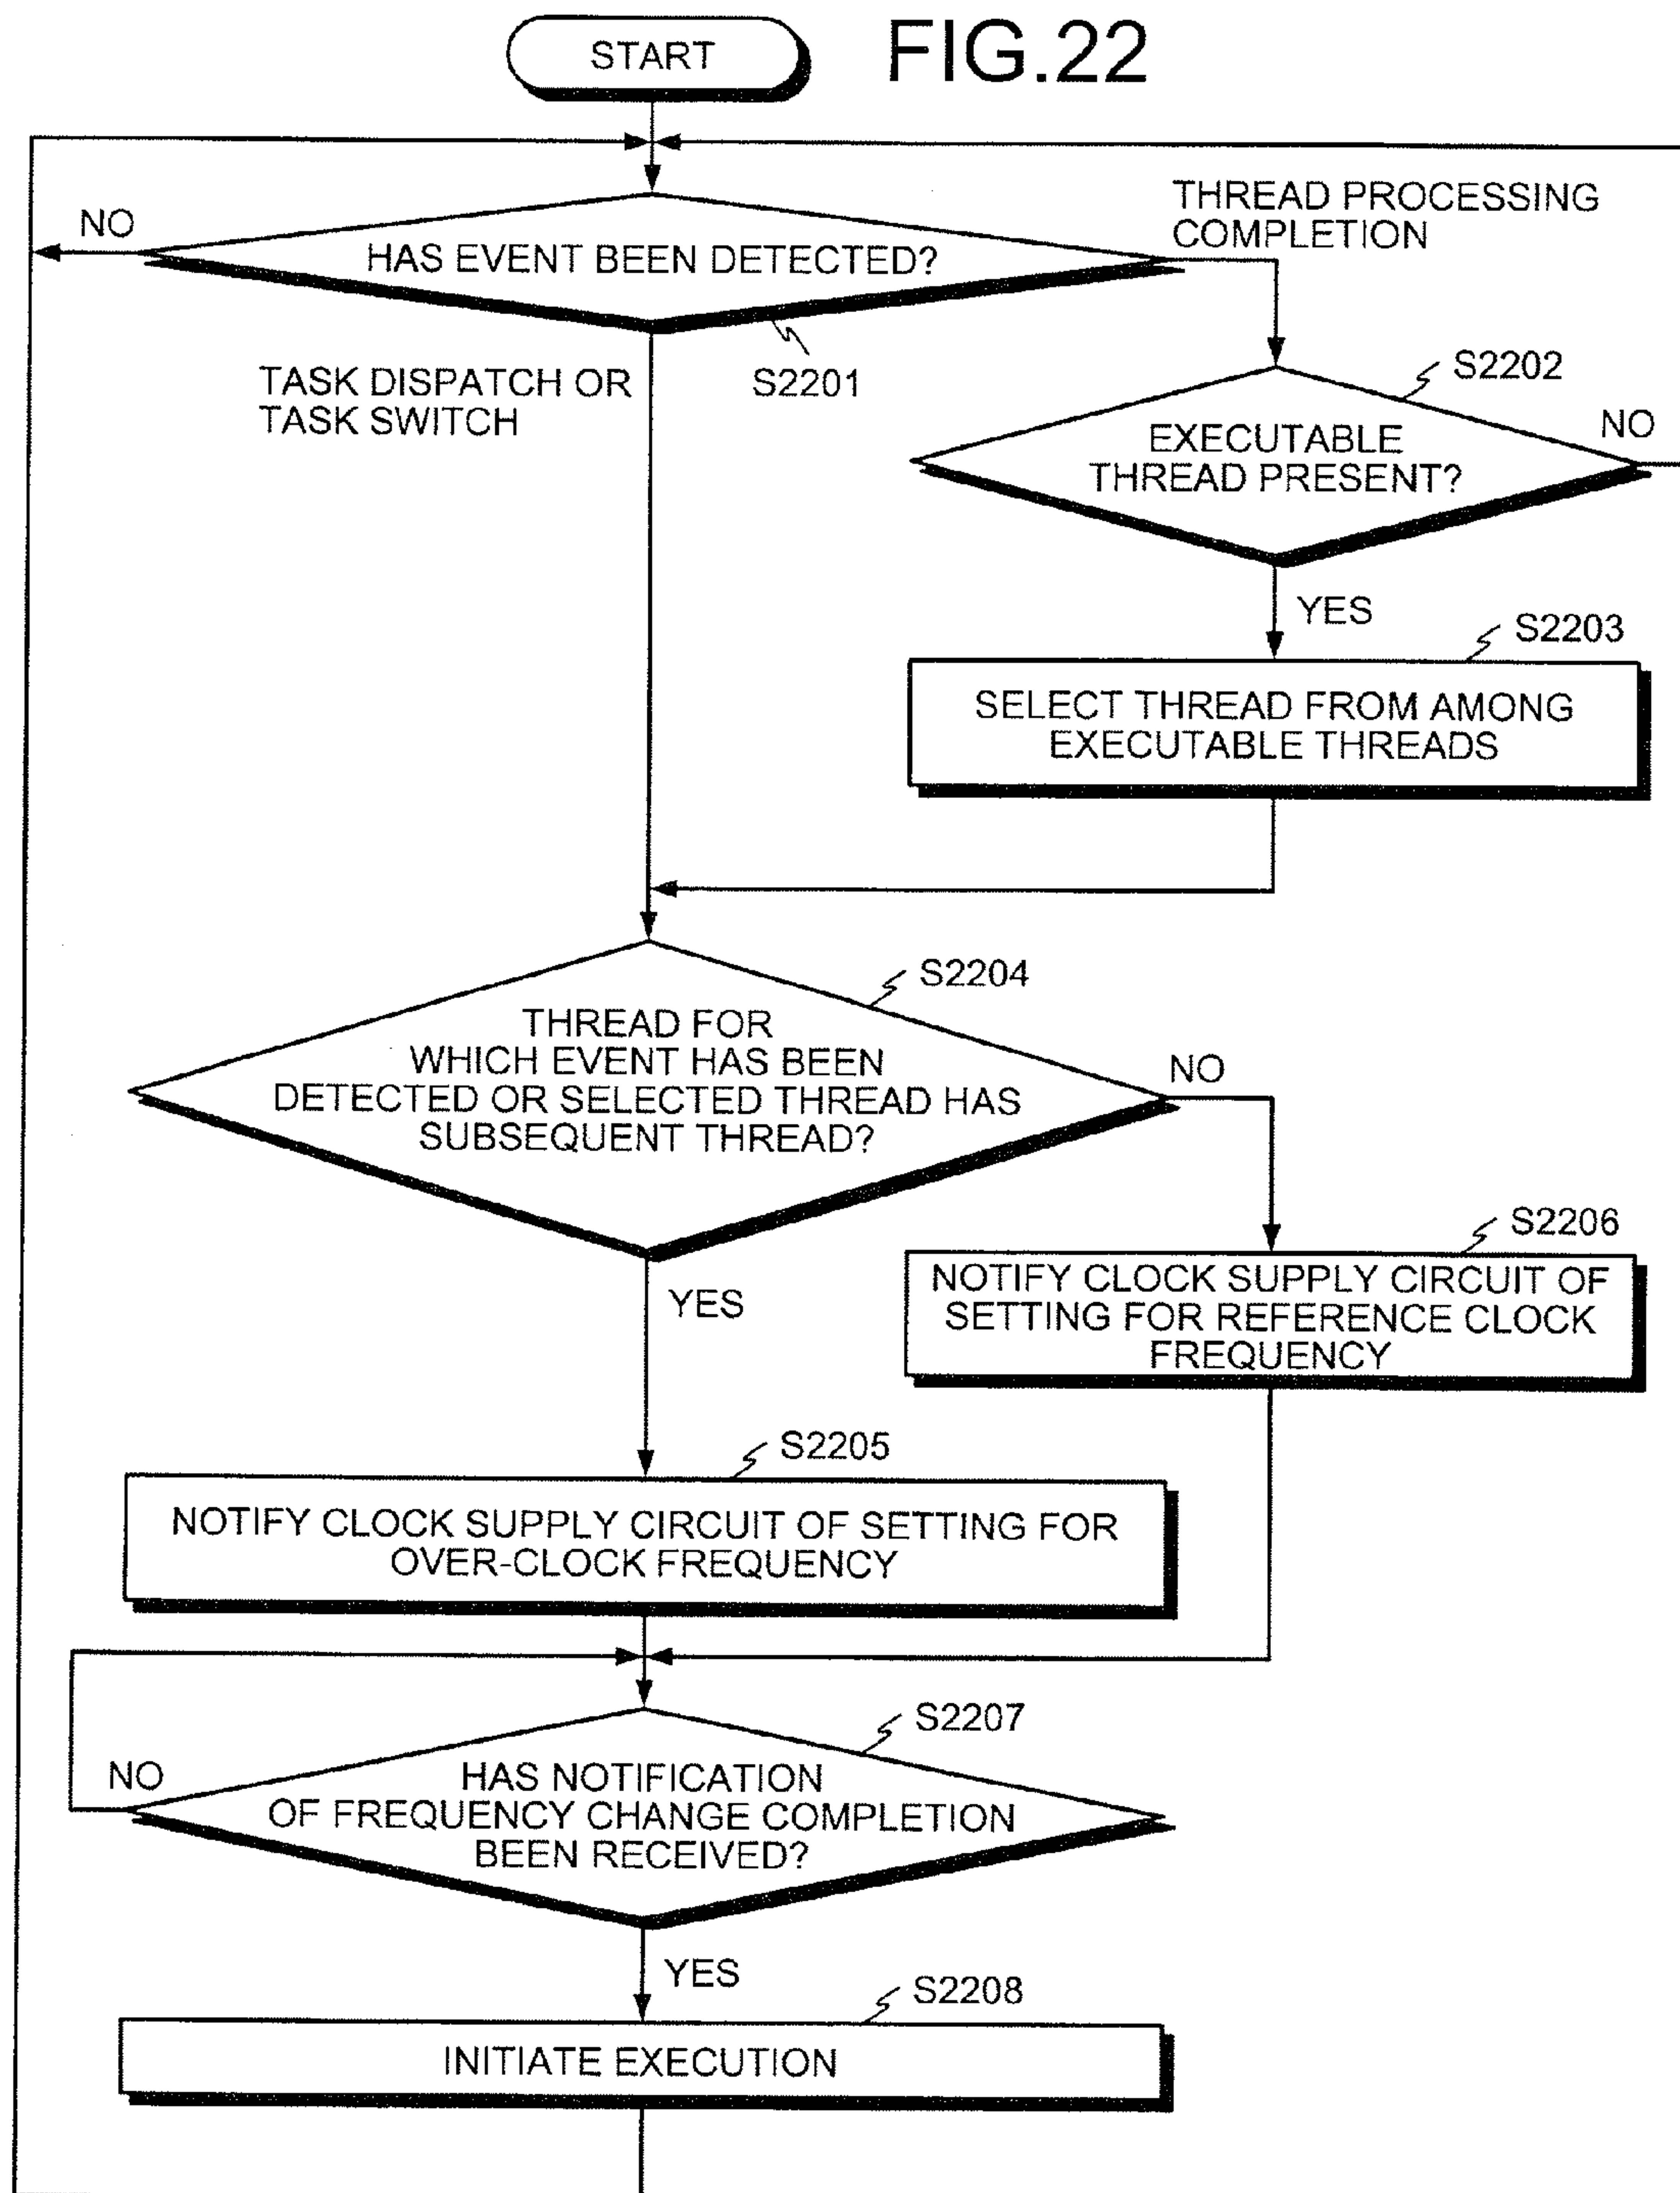 START
FIG.22
NO
HAS EVENT BEEN DETECTED?
THREAD PROCESSING
COMPLETION
S2201
TASK DISPATCH OR
TASK SWITCH
S2202
EXECUTABLE
THREAD PRESENT?
NO
YES
S2203
SELECT THREAD FROM AMONG
EXECUTABLE THREADS
S2204
THREAD FOR
WHICH EVENT HAS BEEN
DETECTED OR SELECTED THREAD HAS
SUBSEQUENT THREAD?
NO
YES
S2206
NOTIFY CLOCK SUPPLY CIRCUIT OF
SETTING FOR REFERENCE CLOCK
FREQUENCY
S2205
NOTIFY CLOCK SUPPLY CIRCUIT OF SETTING FOR
OVER-CLOCK FREQUENCY
S2207
NO
HAS NOTIFICATION
OF FREQUENCY CHANGE COMPLETION
BEEN RECEIVED?
YES
S2208
INITIATE EXECUTION